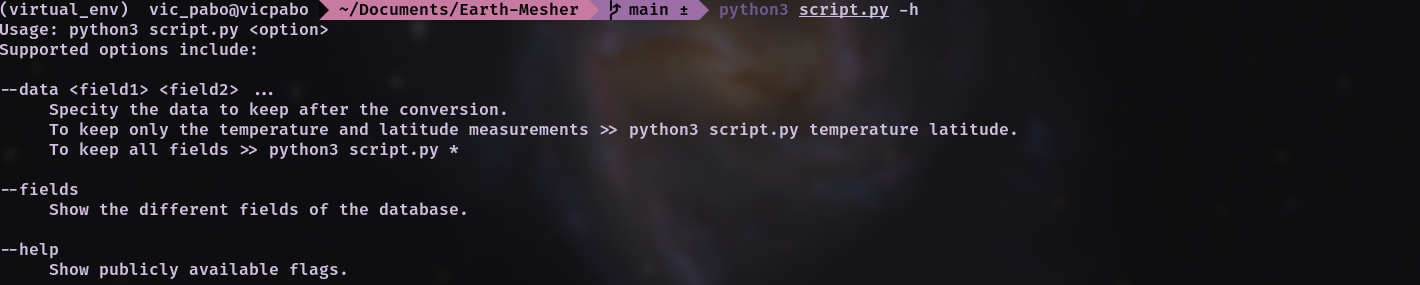 (virtual_env) vic_pabo@vicpabo ~/Documents/Earth-Mesher main ± python3 script.py -h
Usage: python3 script.py <option>
Supported options include:
--data <field1> <field2> ...
Specify the data to keep after the conversion.
To keep only the temperature and latitude measurements >> python3 script.py temperature latitude.
To keep all fields >> python3 script.py *
--fields
Show the different fields of the database.
--help
Show publicly available flags.